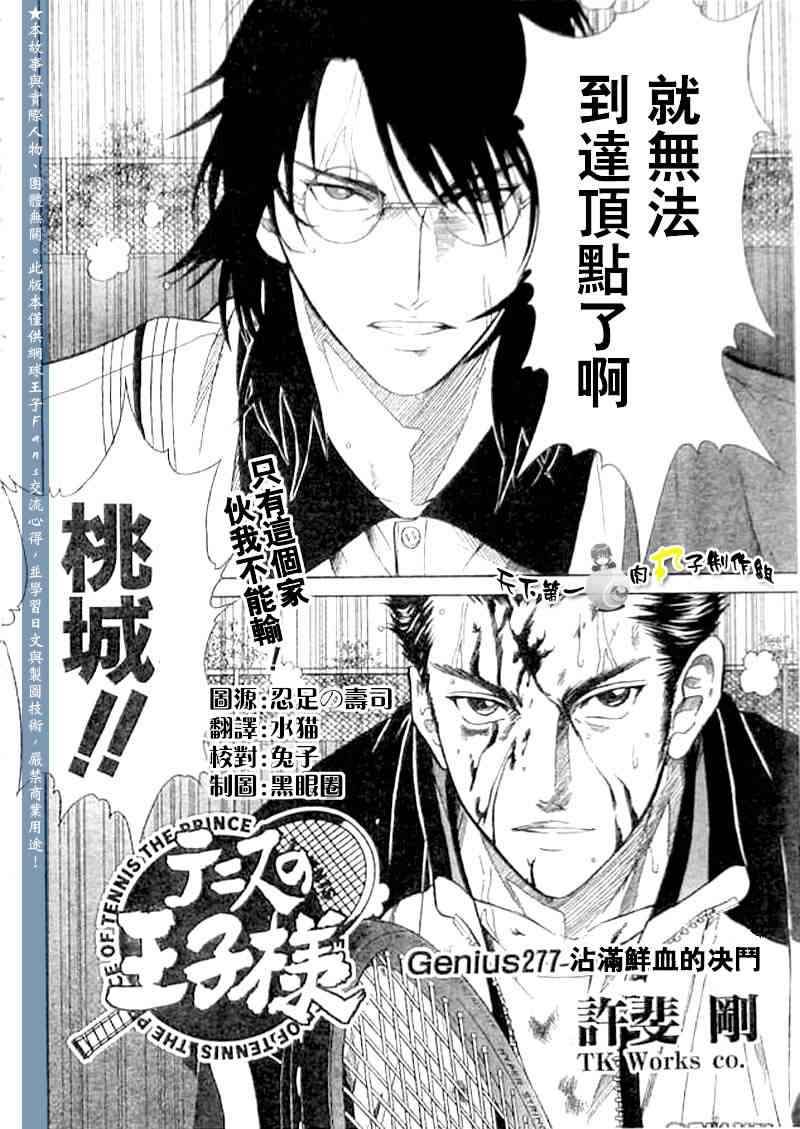 就無法
到達頂點了啊
只有這個家
伙我不能輸！
桃城!!
天下第一肉丸子制作組
圖源:忍足の壽司
翻譯:水猫
校對:兔子
制圖:黑眼圈
THE PRINCE OF TENNIS
テニスの
王子様
Genius277-沾滿鮮血的決鬥
許斐 剛
TK Works co.
★本故事與實際人物、團體無關。此版本僅供網球王子Fans交流心得，並學習日文與製圖技術，嚴禁商業用途！